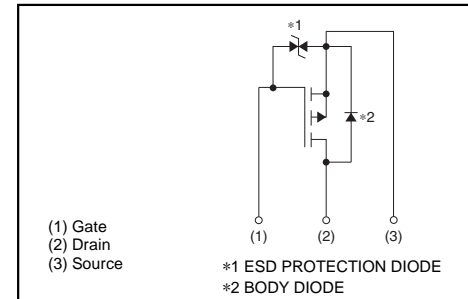 *1
*2
(1) Gate
(2) Drain
(3) Source
(1) (2) (3)
*1 ESD PROTECTION DIODE
*2 BODY DIODE